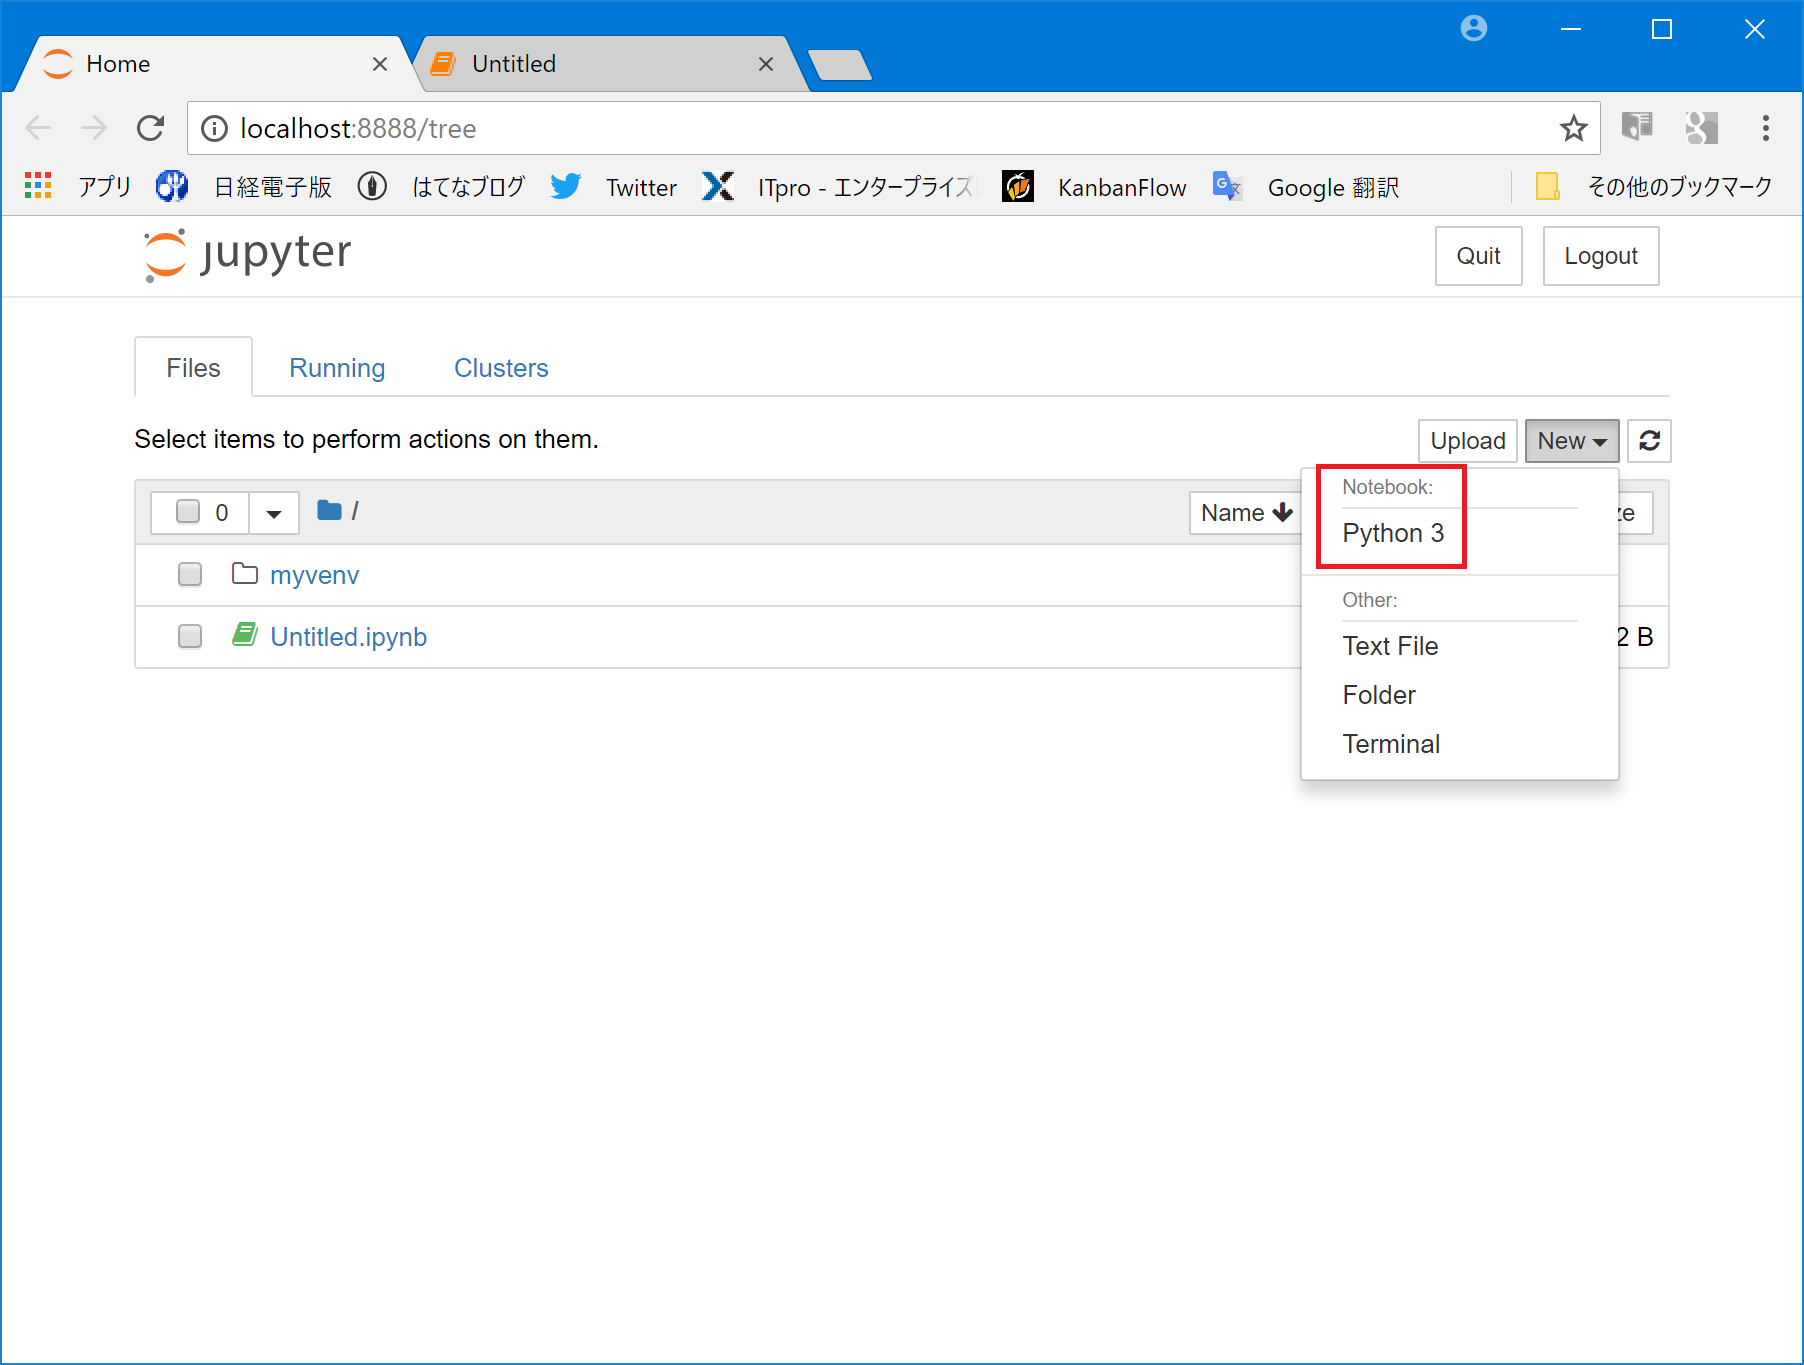 Home
Untitled
localhost:8888/tree
アプリ 日経電子版 はてなブログ Twitter ITpro - エンタープライズ KanbanFlow Google 翻訳 その他のブックマーク
jupyter
Quit Logout
Files Running Clusters
Select items to perform actions on them.
Upload New
0 / Name ze
Notebook:
Python 3
myvenv
Other:
Untitled.ipynb 2 B
Text File
Folder
Terminal